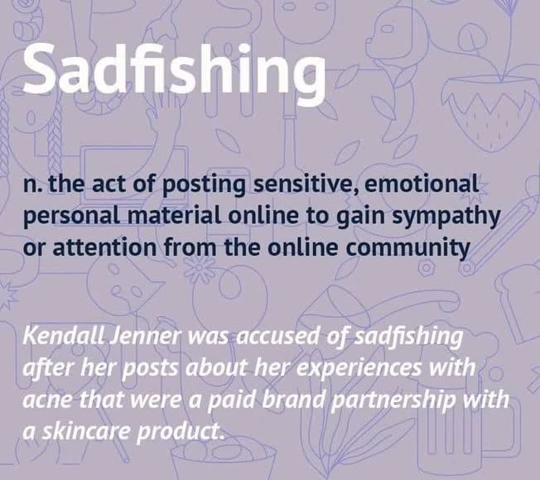 Sadfishing
n. the act of posting sensitive, emotional
personal material online to gain sympathy
or attention from the online community
Kendall Jenner was accused of sadfishing
after her posts about her experiences with
acne that were a paid brand partnership with
a skincare product.